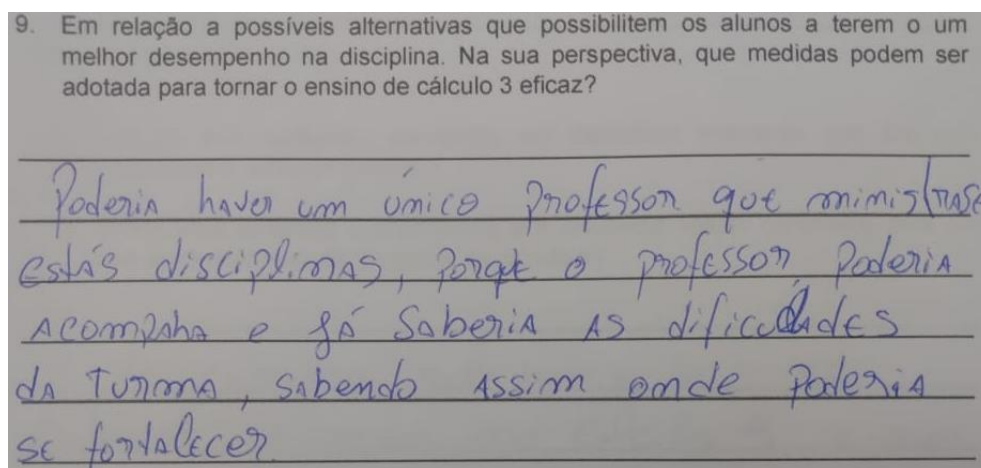 9. Em relação a possíveis alternativas que possibilitem os alunos a terem o um
melhor desempenho na disciplina. Na sua perspectiva, que medidas podem ser
adotada para tornar o ensino de cálculo 3 eficaz?
Poderia haver um único Professor que ministrase
estás disciplinas, Porque o professor Poderia
Acompanha e já Saberia AS dificuldades
da Turma, Sabendo Assim onde Poderia
se fortalecer